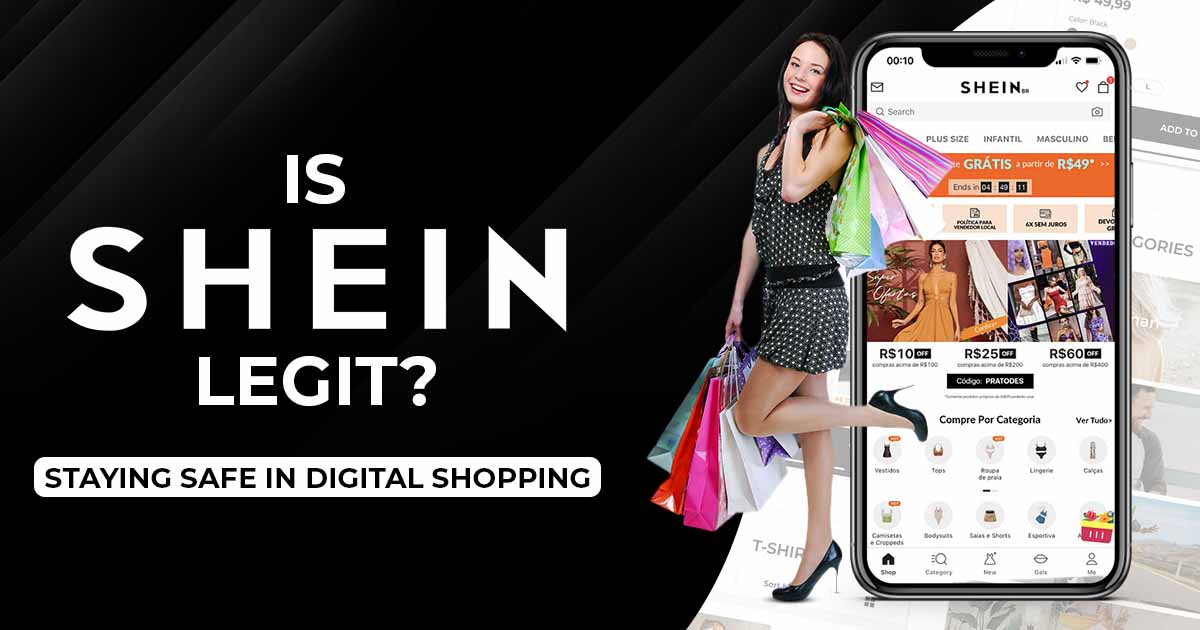 IS
SHEIN
LEGIT?
STAYING SAFE IN DIGITAL SHOPPING
00:10
SHEIN BR
1
Search
PLUS SIZE INFANTIL MASCULINO
GRÁTIS a partir de R$49* >>
Ends in 04 : 49 : 11
POLÍTICA PARA
VENDEDOR LOCAL
6X SEM JUROS
Super
Ofertas
R$10 OFF R$25 OFF R$60 OFF
compras acima de R$100 compras acima de R$200 compras acima de R$400
Código: PRATODES
Compre Por Categoria Ver Tudo>
HOT HOT
Vestidos Tops Roupa
de praia Lingerie Calças
HOT
Camisetas
e Croppeds Bodysuits Saias e Shorts Esportiva
Shop Category New Gals Me
R$ 49,99
Color: Black
L
ADD TO
GORIES
T-SHIR
Sort